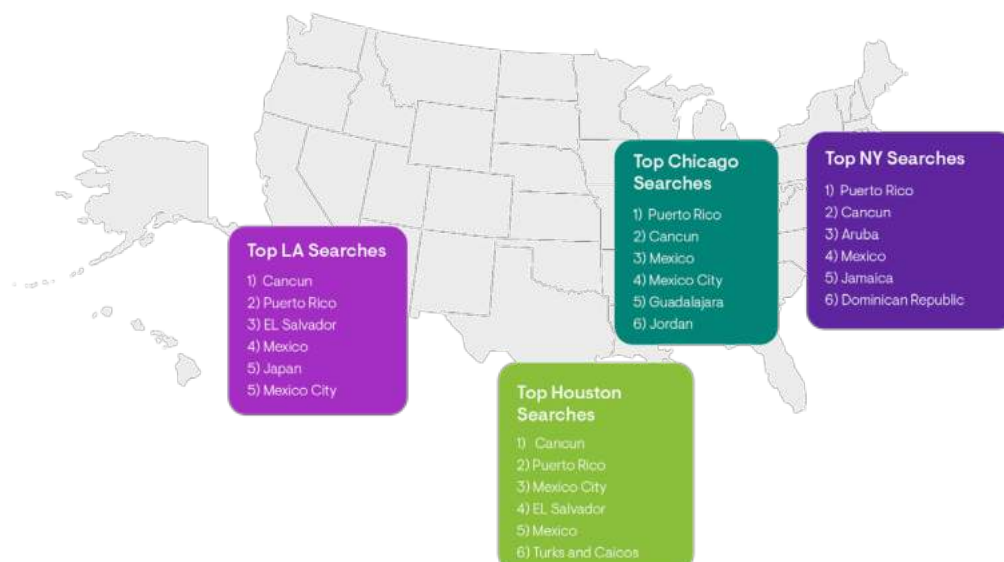 Top LA Searches
1) Cancun
2) Puerto Rico
3) EL Salvador
4) Mexico
5) Japan
5) Mexico City
Top Houston
Searches
1) Cancun
2) Puerto Rico
3) Mexico City
4) EL Salvador
5) Mexico
6) Turks and Caicos
Top Chicago
Searches
1) Puerto Rico
2) Cancun
3) Mexico
4) Mexico City
5) Guadalajara
6) Jordan
Top NY Searches
1) Puerto Rico
2) Cancun
3) Aruba
4) Mexico
5) Jamaica
6) Dominican Republic